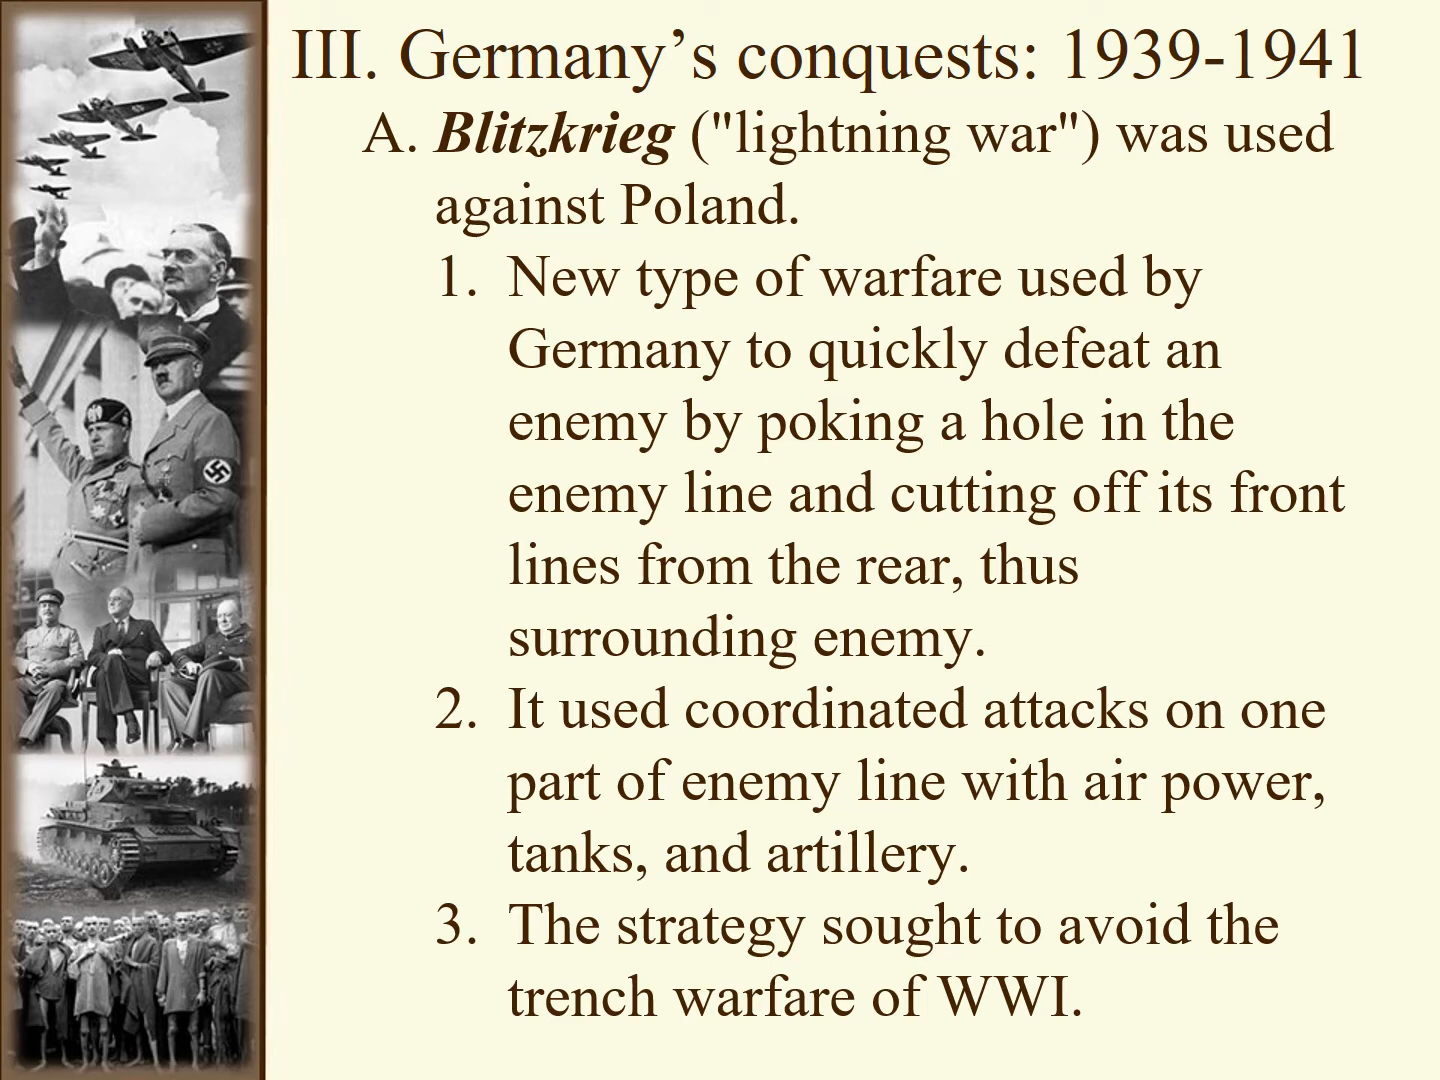 III. Germany’s conquests: 1939-1941
A. Blitzkrieg ("lightning war") was used
against Poland.
1. New type of warfare used by
Germany to quickly defeat an
enemy by poking a hole in the
enemy line and cutting off its front
lines from the rear, thus
surrounding enemy.
2. It used coordinated attacks on one
part of enemy line with air power,
tanks, and artillery.
3. The strategy sought to avoid the
trench warfare of WWI.